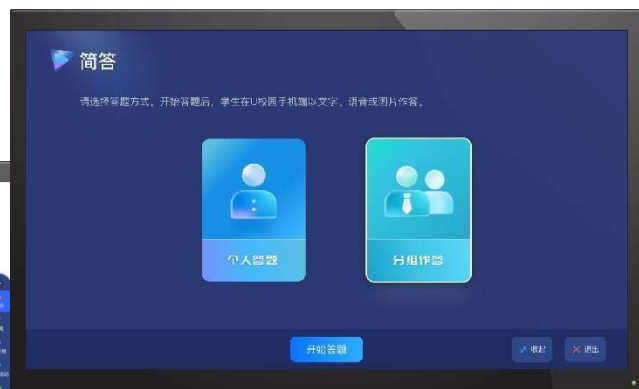 简答
请选择答题方式。开始答题后，学生在U校园手机端以文字、语音或图片作答。
个人答题
分组作答
开始答题
收起
退出